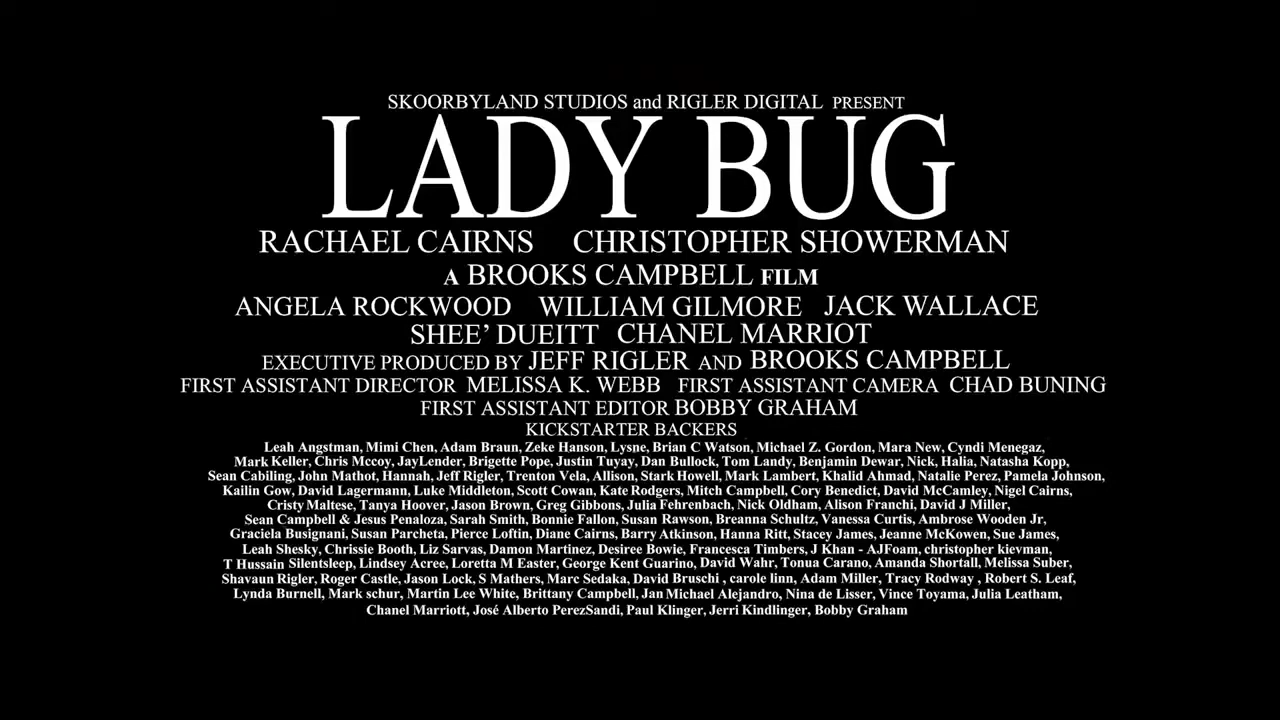 SKOORBYLAND STUDIOS and RIGLER DIGITAL PRESENT
LADY BUG
RACHAEL CAIRNS CHRISTOPHER SHOWERMAN
A BROOKS CAMPBELL FILM
ANGELA ROCKWOOD WILLIAM GILMORE JACK WALLACE
SHEE' DUEITT CHANEL MARRIOT
EXECUTIVE PRODUCED BY JEFF RIGLER AND BROOKS CAMPBELL
FIRST ASSISTANT DIRECTOR MELISSA K. WEBB FIRST ASSISTANT CAMERA CHAD BUNING
FIRST ASSISTANT EDITOR BOBBY GRAHAM
KICKSTARTER BACKERS
Leah Angstman, Mimi Chen, Adam Braun, Zeke Hanson, Lysne, Brian C Watson, Michael Z. Gordon, Mara New, Cyndi Menegaz,
Mark Keller, Chris Mccoy, JayLender, Brigette Pope, Justin Tuyay, Dan Bullock, Tom Landy, Benjamin Dewar, Nick, Halia, Natasha Kopp,
Sean Cabiling, John Mathot, Hannah, Jeff Rigler, Trenton Vela, Allison, Stark Howell, Mark Lambert, Khalid Ahmad, Natalie Perez, Pamela Johnson,
Kailin Gow, David Lagermann, Luke Middleton, Scott Cowan, Kate Rodgers, Mitch Campbell, Cory Benedict, David McCamley, Nigel Cairns,
Cristy Maltese, Tanya Hoover, Jason Brown, Greg Gibbons, Julia Fehrenbach, Nick Oldham, Alison Franchi, David J Miller,
Sean Campbell & Jesus Penaloza, Sarah Smith, Bonnie Fallon, Susan Rawson, Breanna Schultz, Vanessa Curtis, Ambrose Wooden Jr,
Graciela Busignani, Susan Parcheta, Pierce Loftin, Diane Cairns, Barry Atkinson, Hanna Ritt, Stacey James, Jeanne McKowen, Sue James,
Leah Shesky, Chrissie Booth, Liz Sarvas, Damon Martinez, Desiree Bowie, Francesca Timbers, J Khan - AJFoam, christopher kievman,
T Hussain Silentsleep, Lindsey Acree, Loretta M Easter, George Kent Guarino, David Wahr, Tonua Carano, Amanda Shortall, Melissa Suber,
Shavaun Rigler, Roger Castle, Jason Lock, S Mathers, Marc Sedaka, David Bruschi , carole linn, Adam Miller, Tracy Rodway , Robert S. Leaf,
Lynda Burnell, Mark schur, Martin Lee White, Brittany Campbell, Jan Michael Alejandro, Nina de Lisser, Vince Toyama, Julia Leatham,
Chanel Marriott, José Alberto PerezSandi, Paul Klinger, Jerri Kindlinger, Bobby Graham